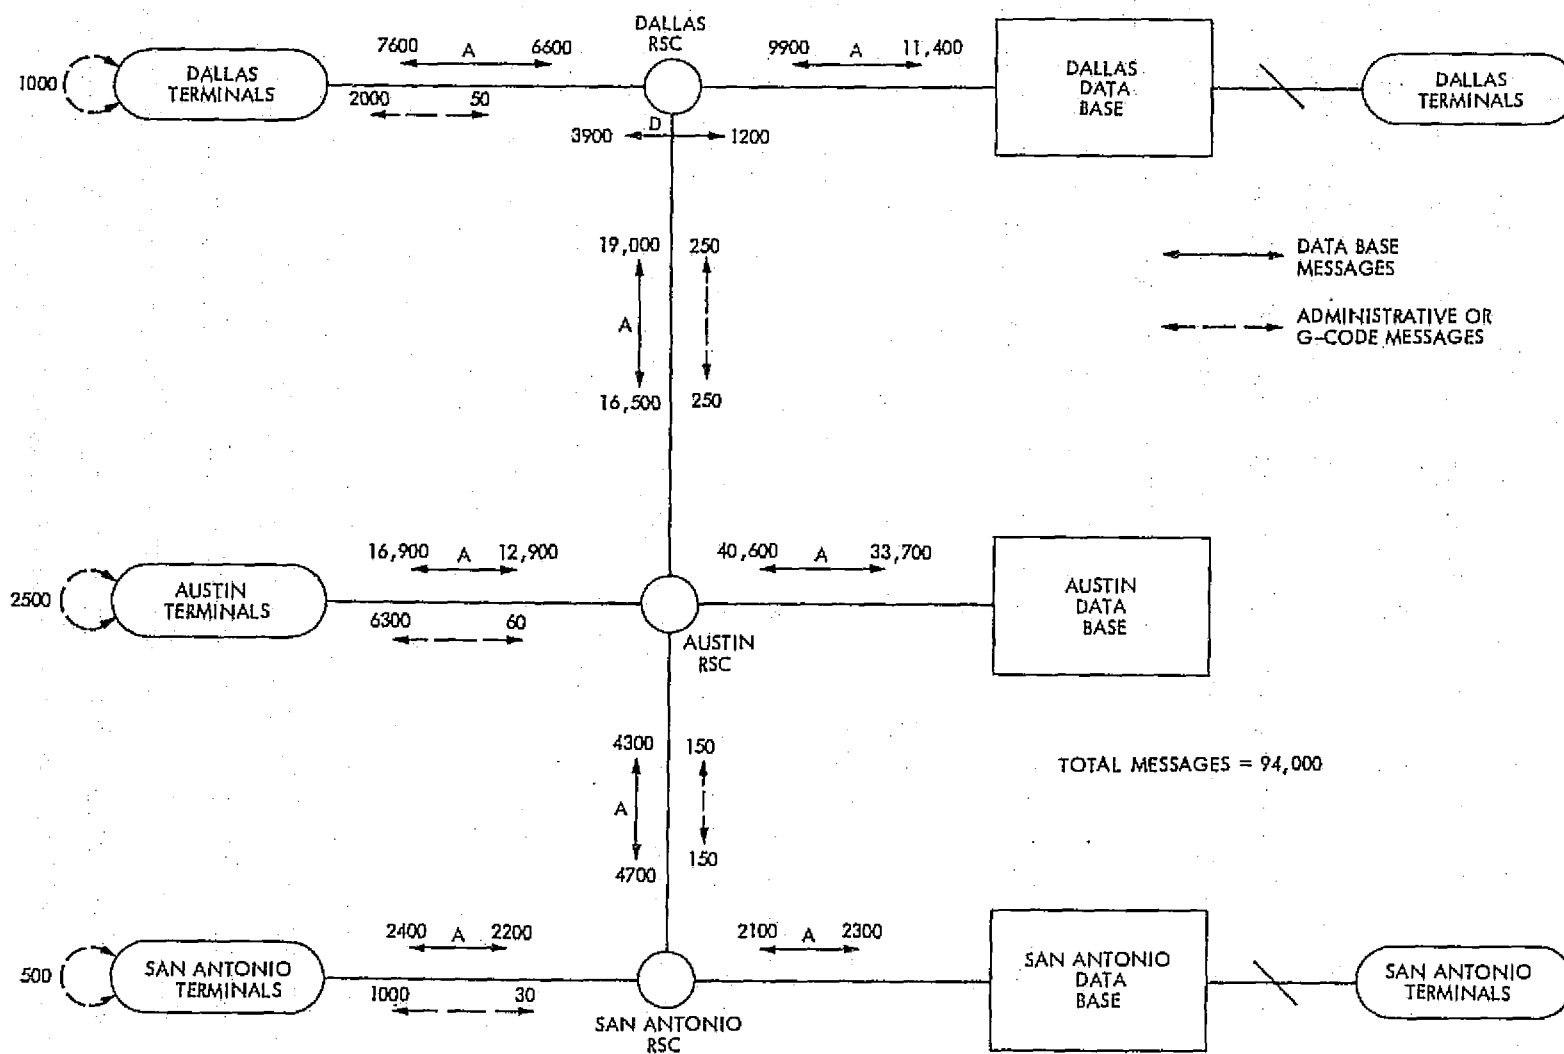 DALLAS
RSC
7600 A 6600
9900 A 11,400
1000
DALLAS
TERMINALS
2000 50
DALLAS
DATA
BASE
DALLAS
TERMINALS
D
3900 1200
19,000 250
DATA BASE
MESSAGES
A
ADMINISTRATIVE OR
G-CODE MESSAGES
16,500 250
16,900 A 12,900
40,600 A 33,700
2500
AUSTIN
TERMINALS
6300 60
AUSTIN
DATA
BASE
AUSTIN
RSC
4300 150
TOTAL MESSAGES = 94,000
A
4700 150
2400 A 2200
2100 A 2300
500
SAN ANTONIO
TERMINALS
1000 30
SAN ANTONIO
DATA
BASE
SAN ANTONIO
TERMINALS
SAN ANTONIO
RSC